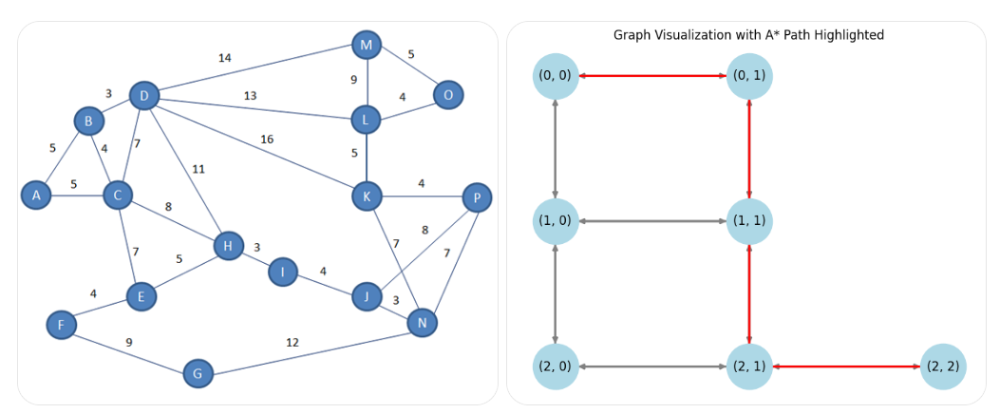 M
5
14
9
O
3
D
13
4
B
L
5
4
7
16
5
11
A
5
C
4
K
P
8
8
7
H
3
7
7
5
I
4
4
E
J
3
F
N
9
12
G
Graph Visualization with A* Path Highlighted
(0, 0)
(0, 1)
(1, 0)
(1, 1)
(2, 0)
(2, 1)
(2, 2)